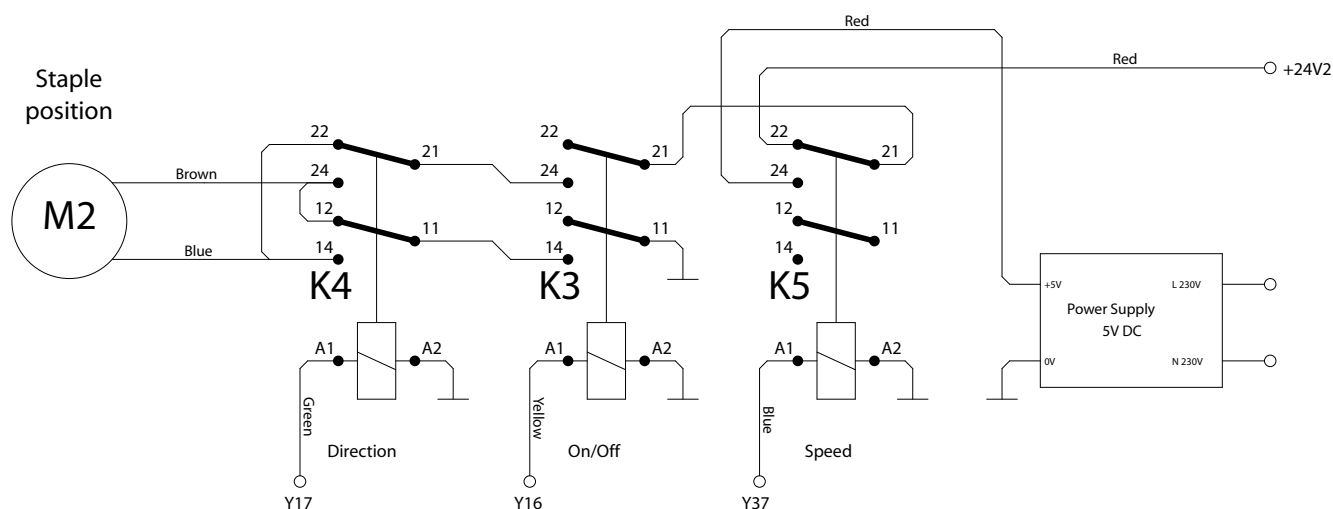 Red
Red
+24V2
Staple
position
22
21
24
12
11
14
K4
22
21
24
12
11
14
K3
22
21
24
12
11
14
K5
Brown
M2
Blue
+5V
L 230V
Power Supply
5V DC
0V
N 230V
A1
A2
A1
A2
A1
A2
Green
Yellow
Blue
Direction
On/Off
Speed
Y17
Y16
Y37